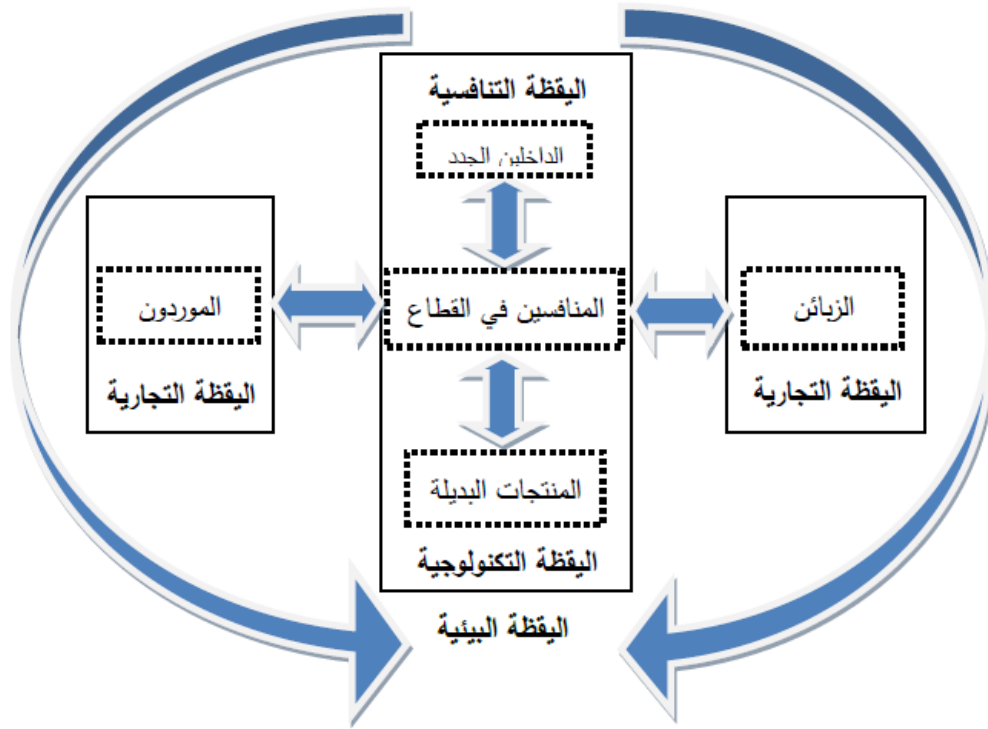 اليقظة التنافسية
الداخلين الجدد
الزبائن
المنافسين في القطاع
الموردون
اليقظة التجارية
اليقظة التجارية
المنتجات البديلة
اليقظة التكنولوجية
اليقظة البيئية